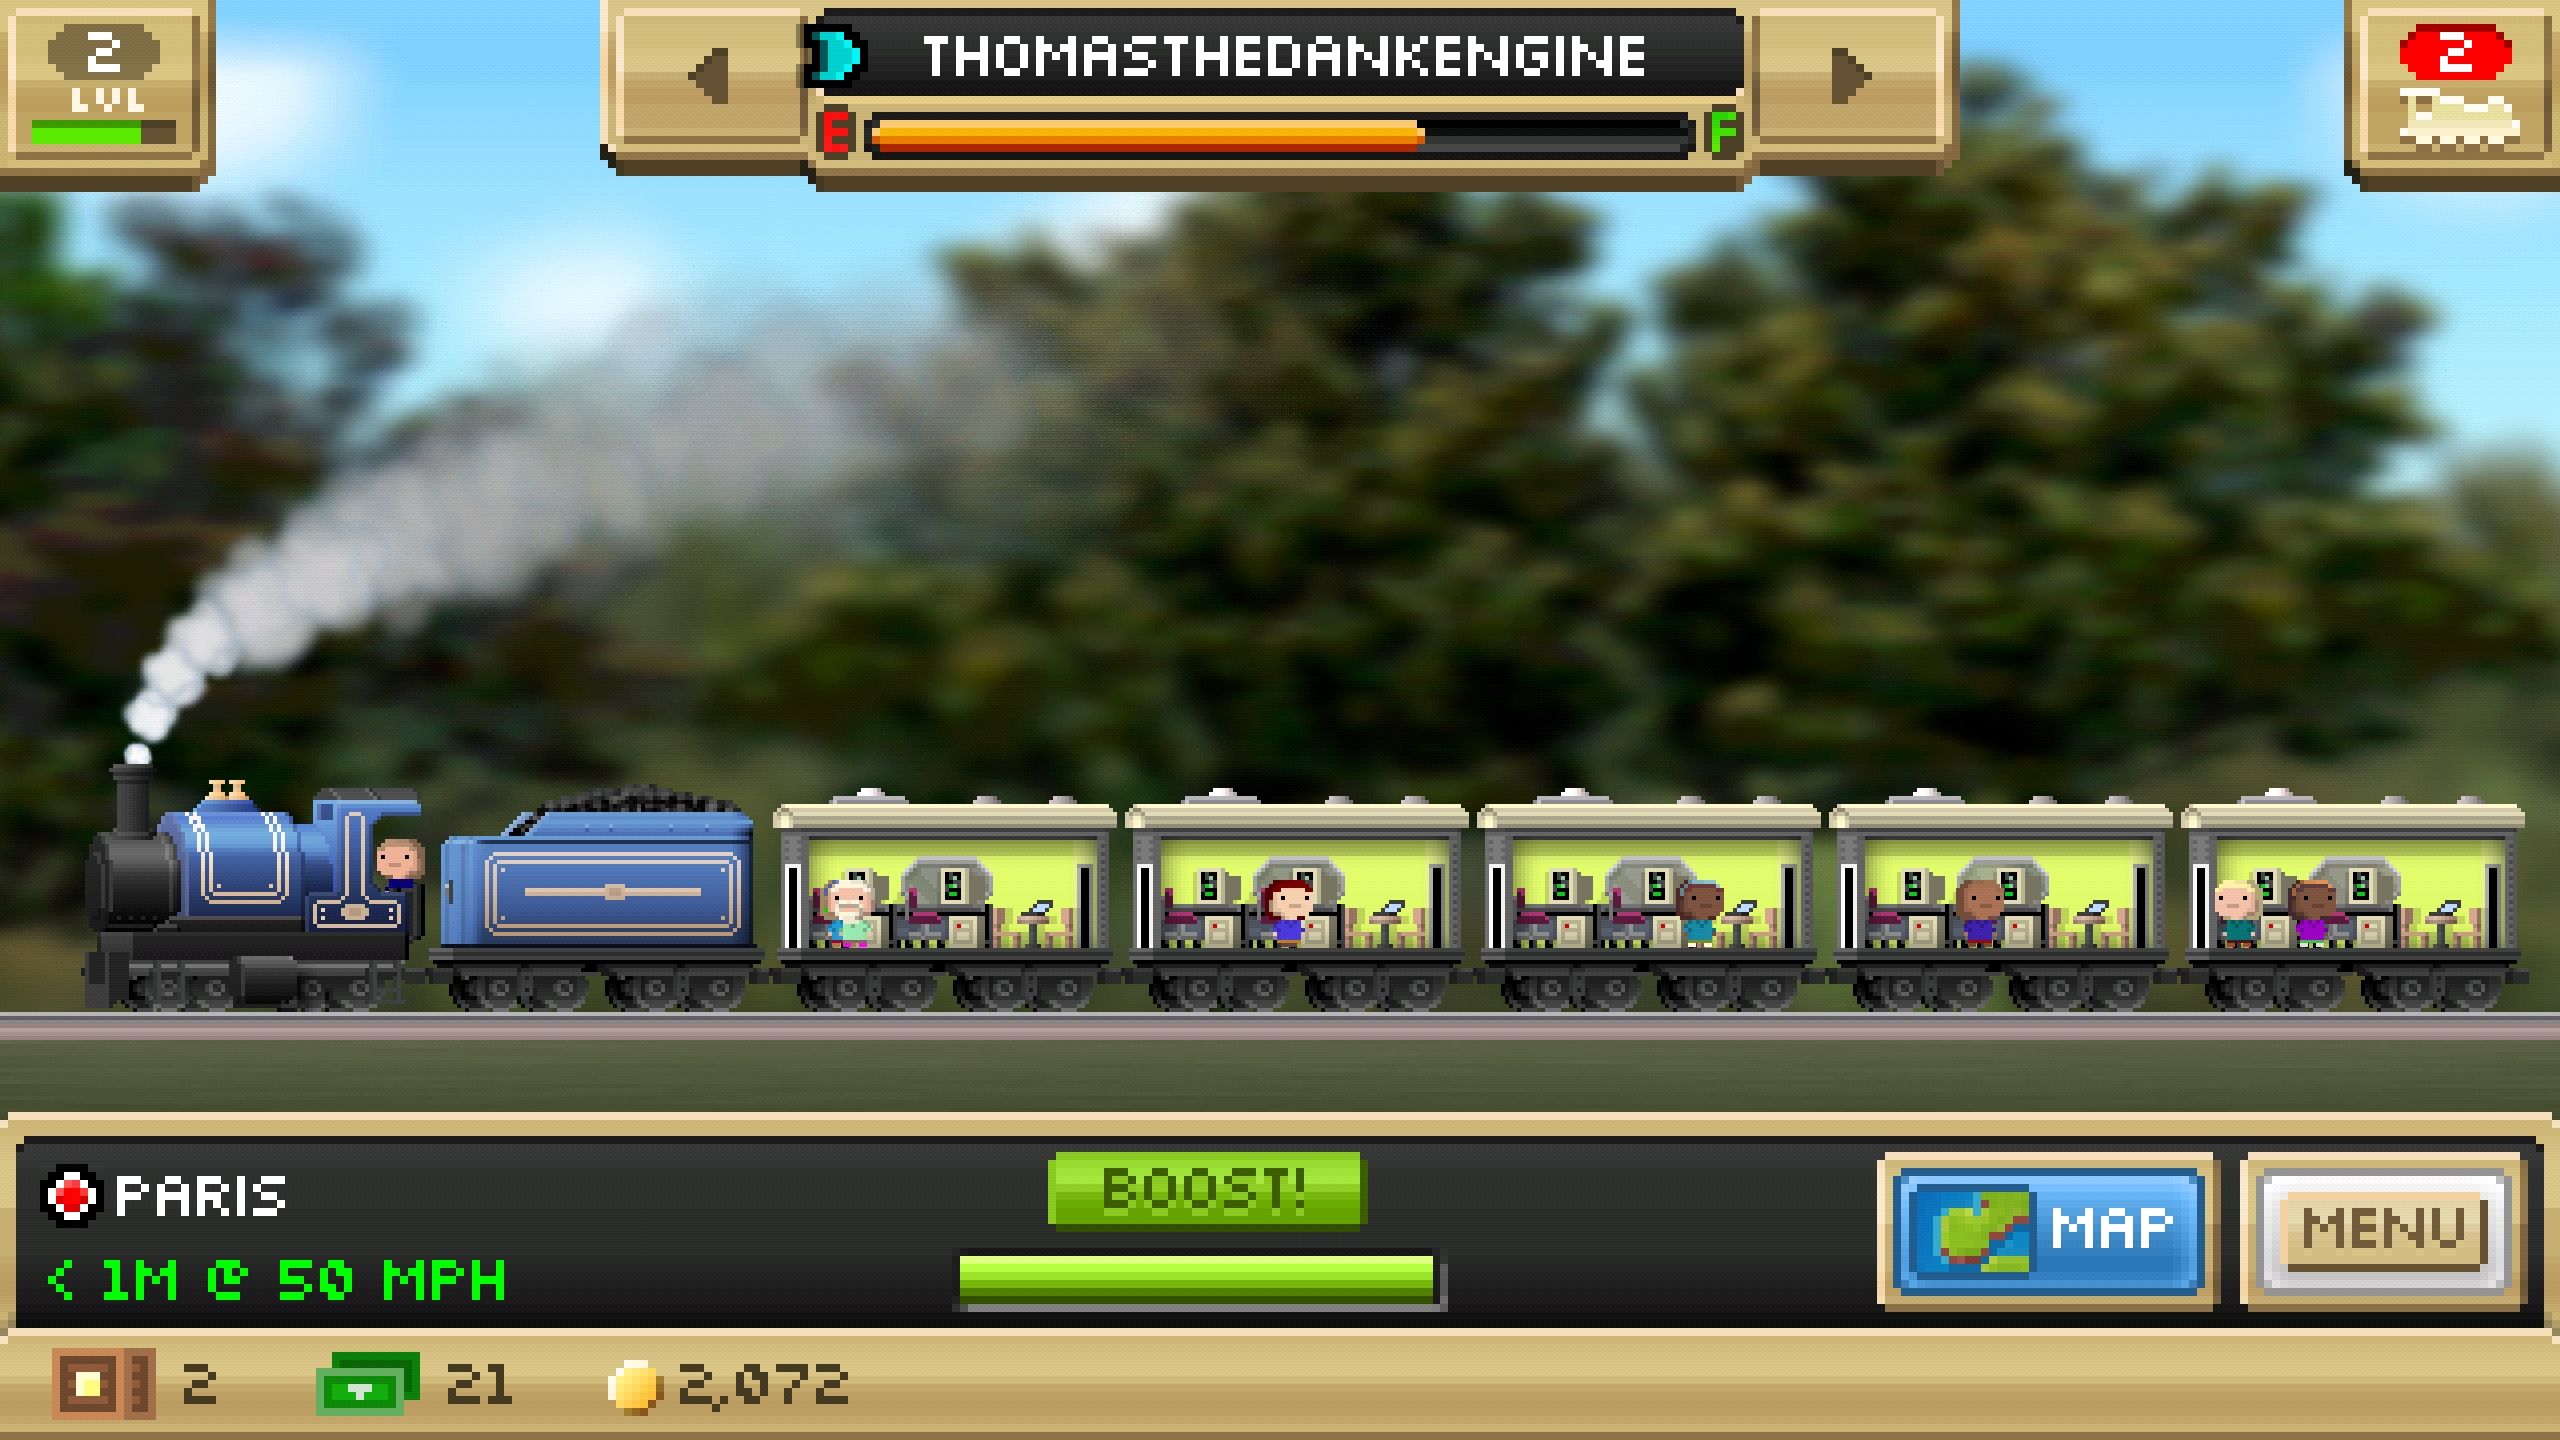 2
LVL
THOMASTHEDANKENGINE
E F
2
PARIS
BOOST!
< 1M @ 50 MPH
MAP
MENU
2 21 2,072